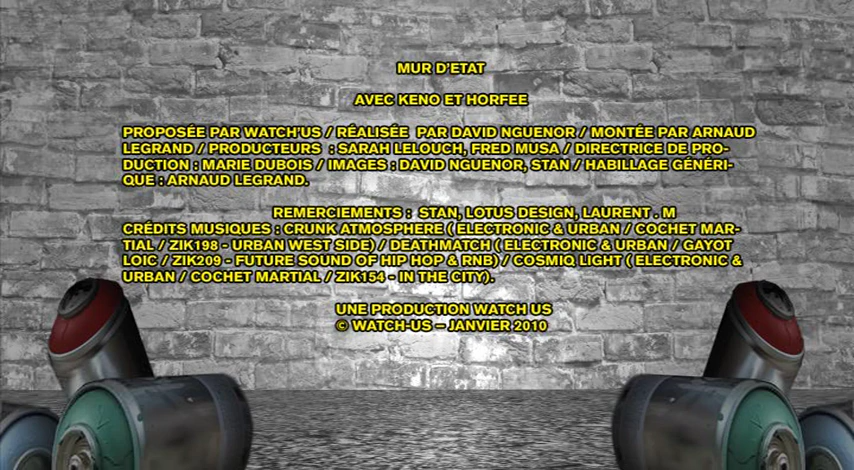 MUR D'ETAT
AVEC KENO ET HORFEE
PROPOSÉE PAR WATCH'US / RÉALISÉE PAR DAVID NGUENOR / MONTÉE PAR ARNAUD
LEGRAND / PRODUCTEURS : SARAH LELOUCH, FRED MUSA / DIRECTRICE DE PRO-
DUCTION : MARIE DUBOIS / IMAGES : DAVID NGUENOR, STAN / HABILLAGE GÉNÉRI-
QUE : ARNAUD LEGRAND.
REMERCIEMENTS : STAN, LOTUS DESIGN, LAURENT . M
CRÉDITS MUSIQUES : CRUNK ATMOSPHERE ( ELECTRONIC & URBAN / COCHET MAR-
TIAL / ZIK198 - URBAN WEST SIDE) / DEATHMATCH ( ELECTRONIC & URBAN / GAYOT
LOIC / ZIK209 - FUTURE SOUND OF HIP HOP & RNB) / COSMIQ LIGHT ( ELECTRONIC &
URBAN / COCHET MARTIAL / ZIK154 - IN THE CITY).
UNE PRODUCTION WATCH US
© WATCH-US – JANVIER 2010